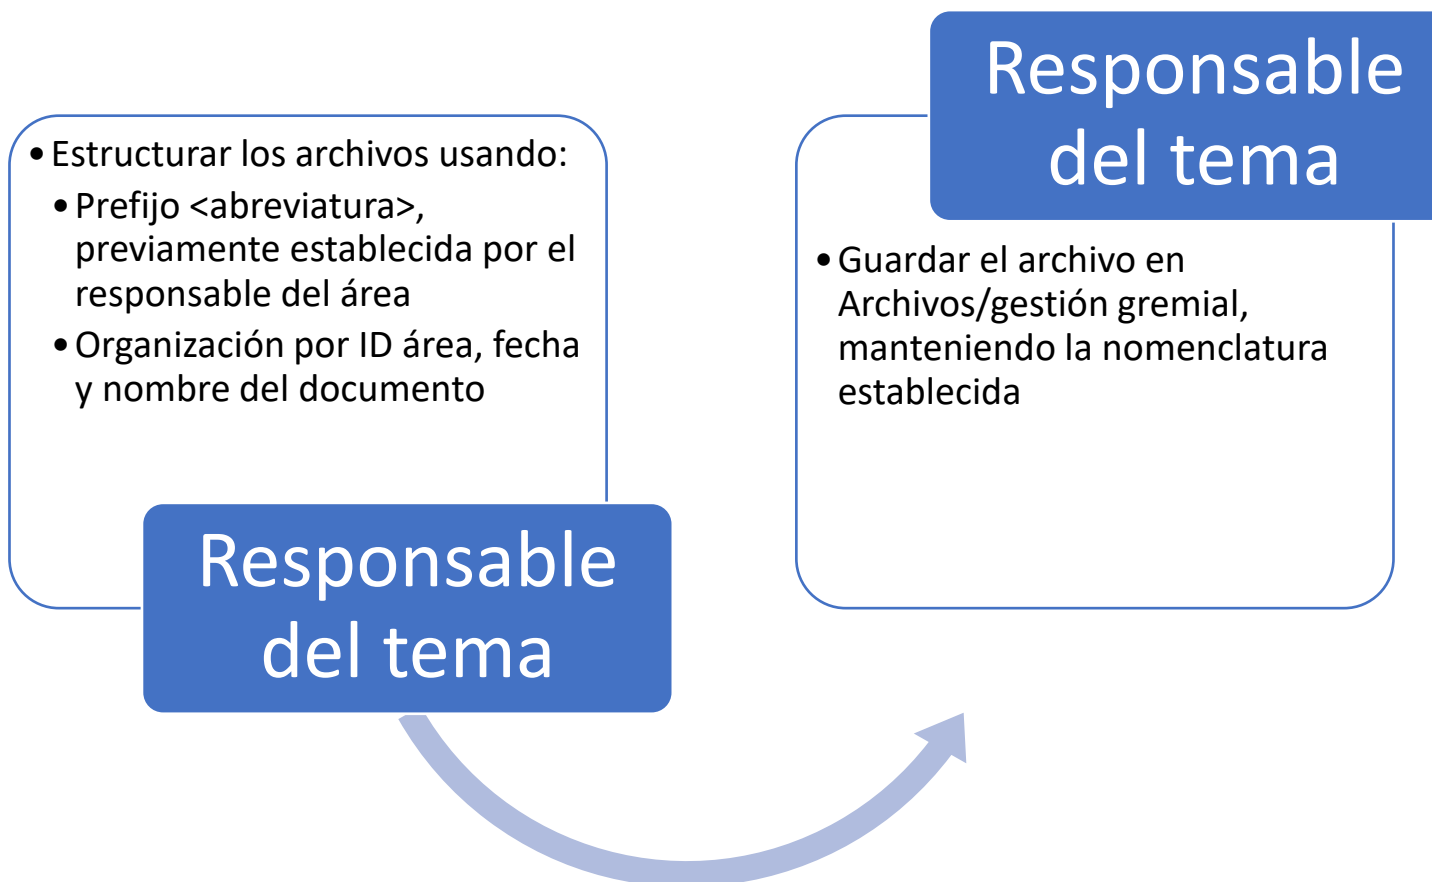 • Estructurar los archivos usando:
• Prefijo <abreviatura>,
previamente establecida por el
responsable del área
• Organización por ID área, fecha
y nombre del documento
Responsable
del tema
Responsable
del tema
• Guardar el archivo en
Archivos/gestión gremial,
manteniendo la nomenclatura
establecida